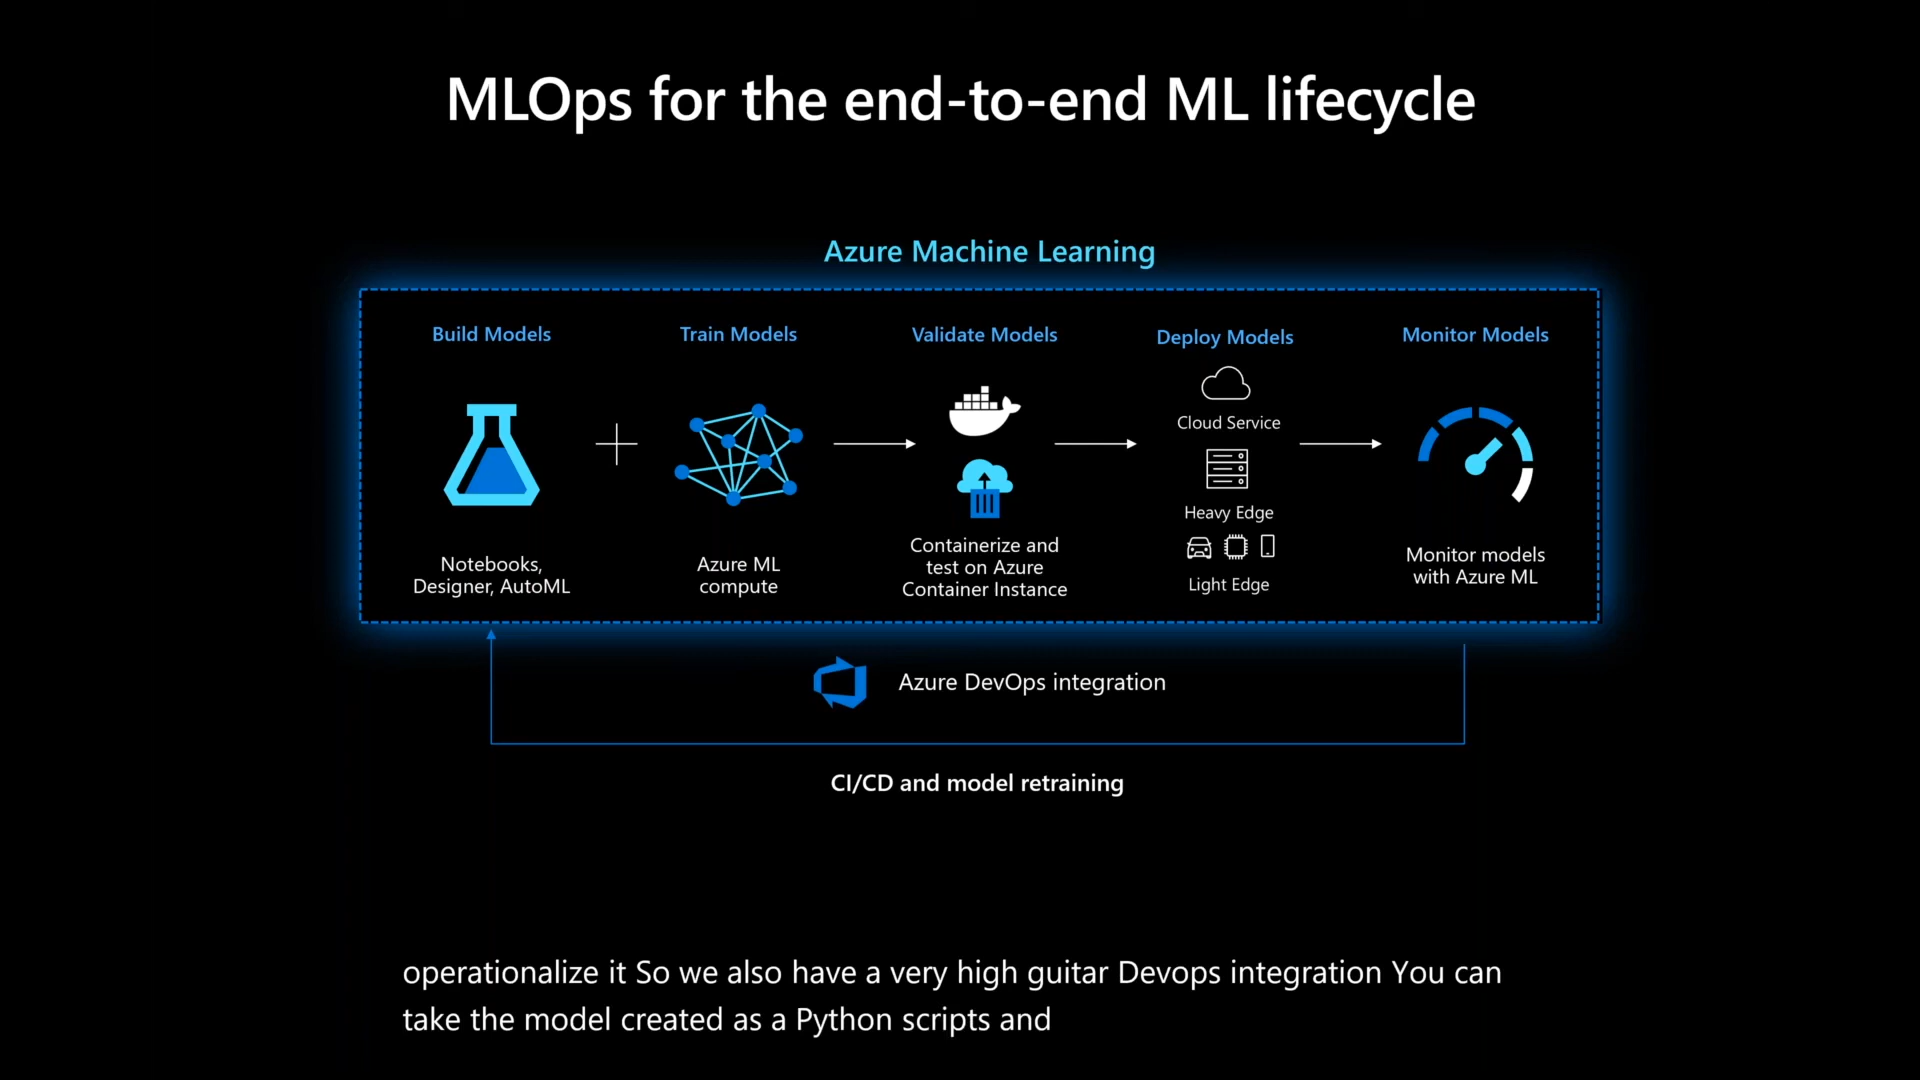 MLOps for the end-to-end ML lifecycle
Azure Machine Learning
Build Models
Notebooks,
Designer, AutoML
Train Models
Azure ML
compute
Validate Models
Containerize and
test on Azure
Container Instance
Deploy Models
Cloud Service
Heavy Edge
Light Edge
Monitor Models
Monitor models
with Azure ML
Azure DevOps integration
CI/CD and model retraining
operationalize it So we also have a very high guitar Devops integration You can
take the model created as a Python scripts and